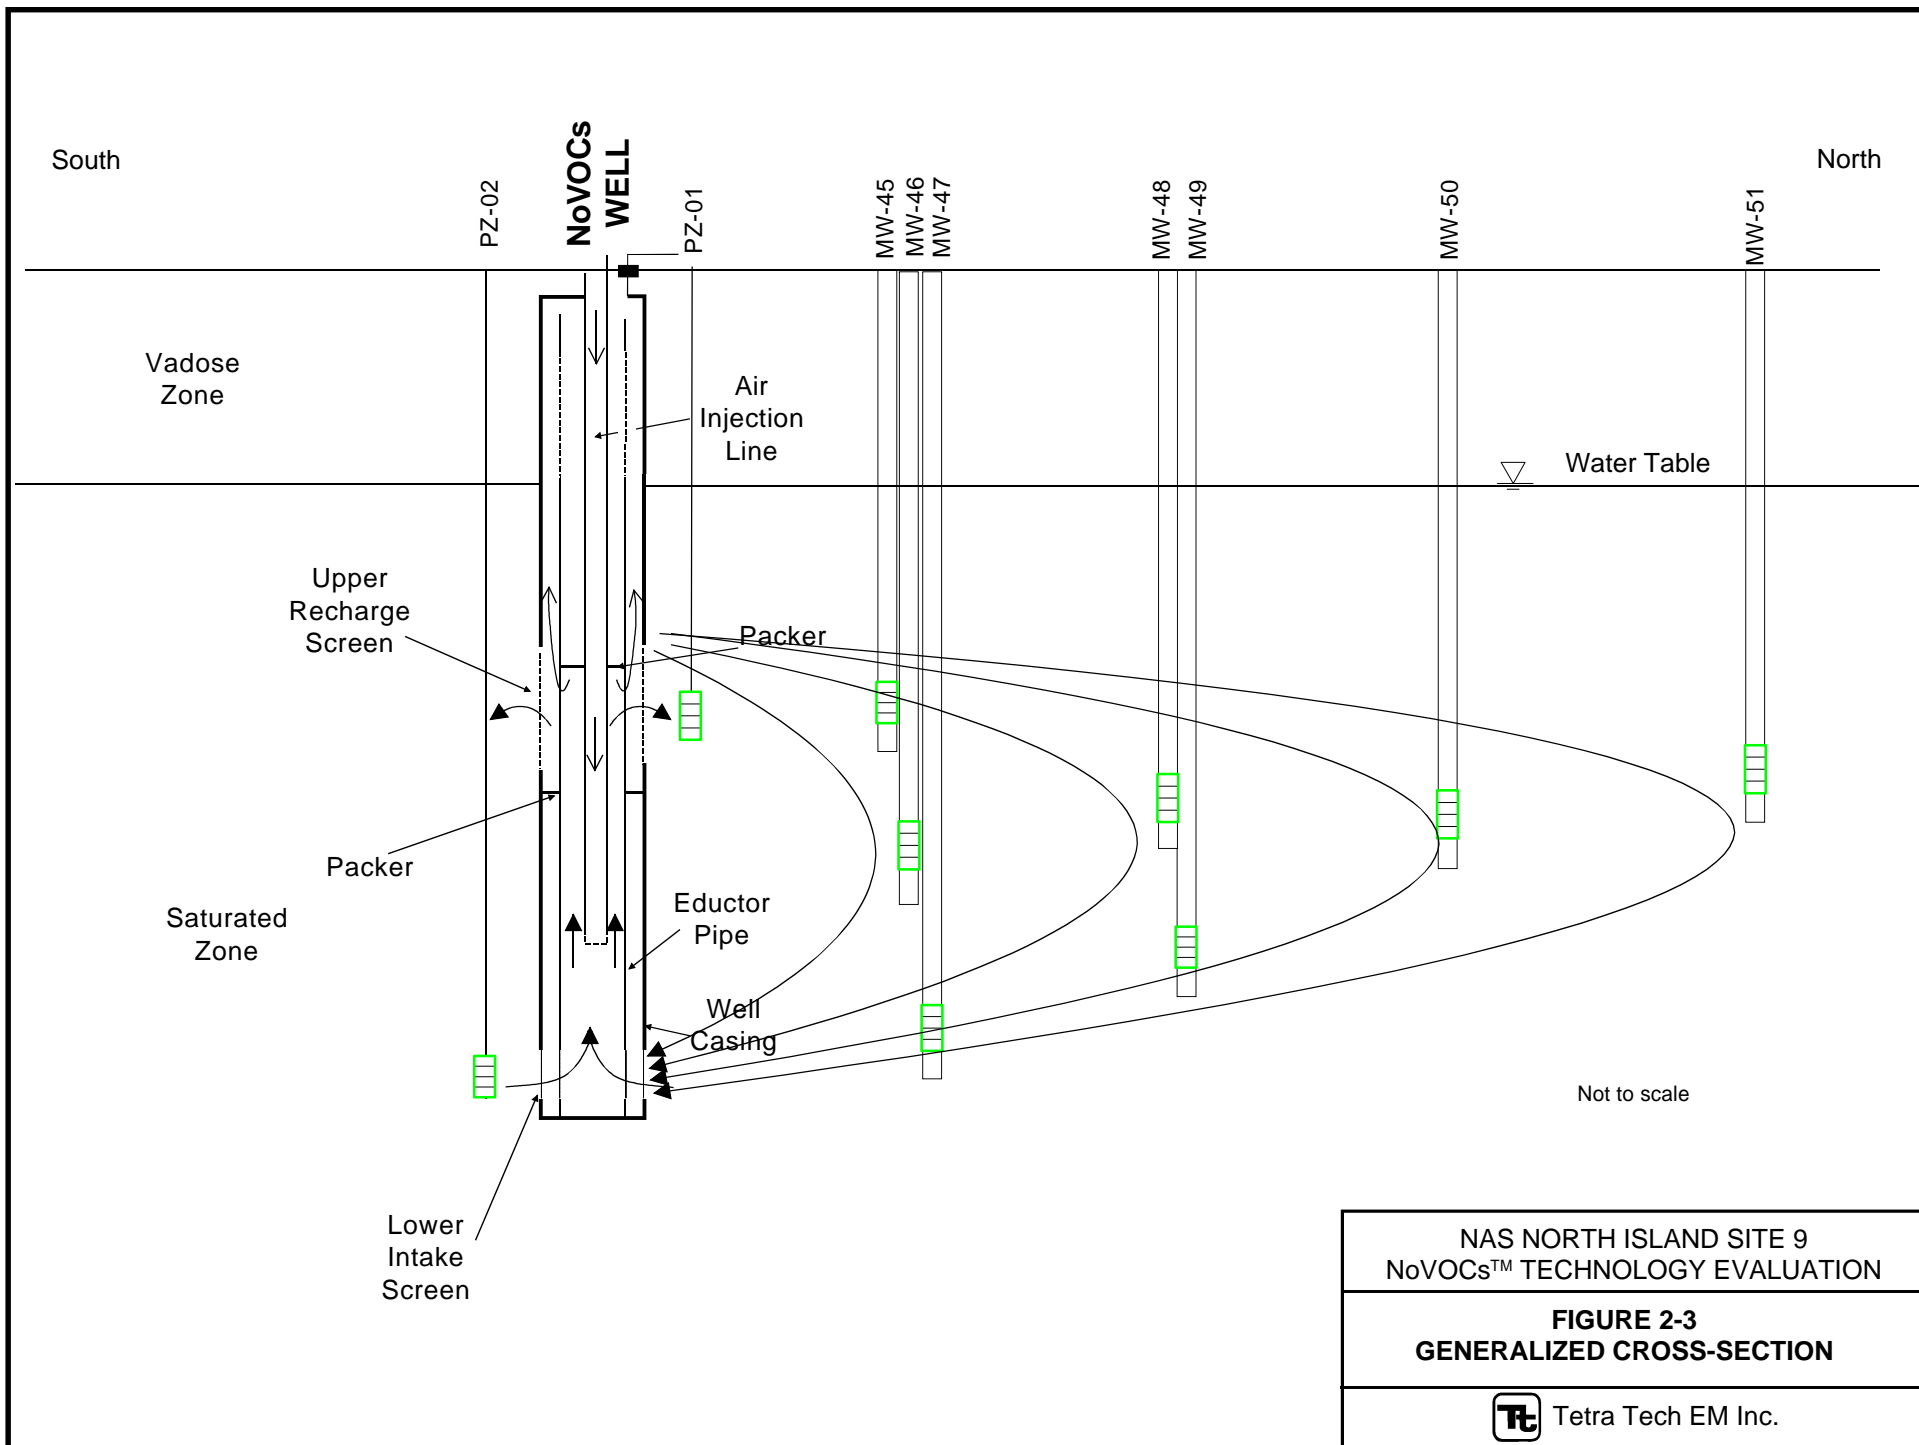 South
North
PZ-02
NoVOCs
WELL
PZ-01
MW-45
MW-46
MW-47
MW-48
MW-49
MW-50
MW-51
Vadose
Zone
Air
Injection
Line
Water Table
Upper
Recharge
Screen
Packer
Packer
Saturated
Zone
Eductor
Pipe
Well
Casing
Not to scale
Lower
Intake
Screen
NAS NORTH ISLAND SITE 9
NoVOCs™ TECHNOLOGY EVALUATION
FIGURE 2-3
GENERALIZED CROSS-SECTION
Tt Tetra Tech EM Inc.